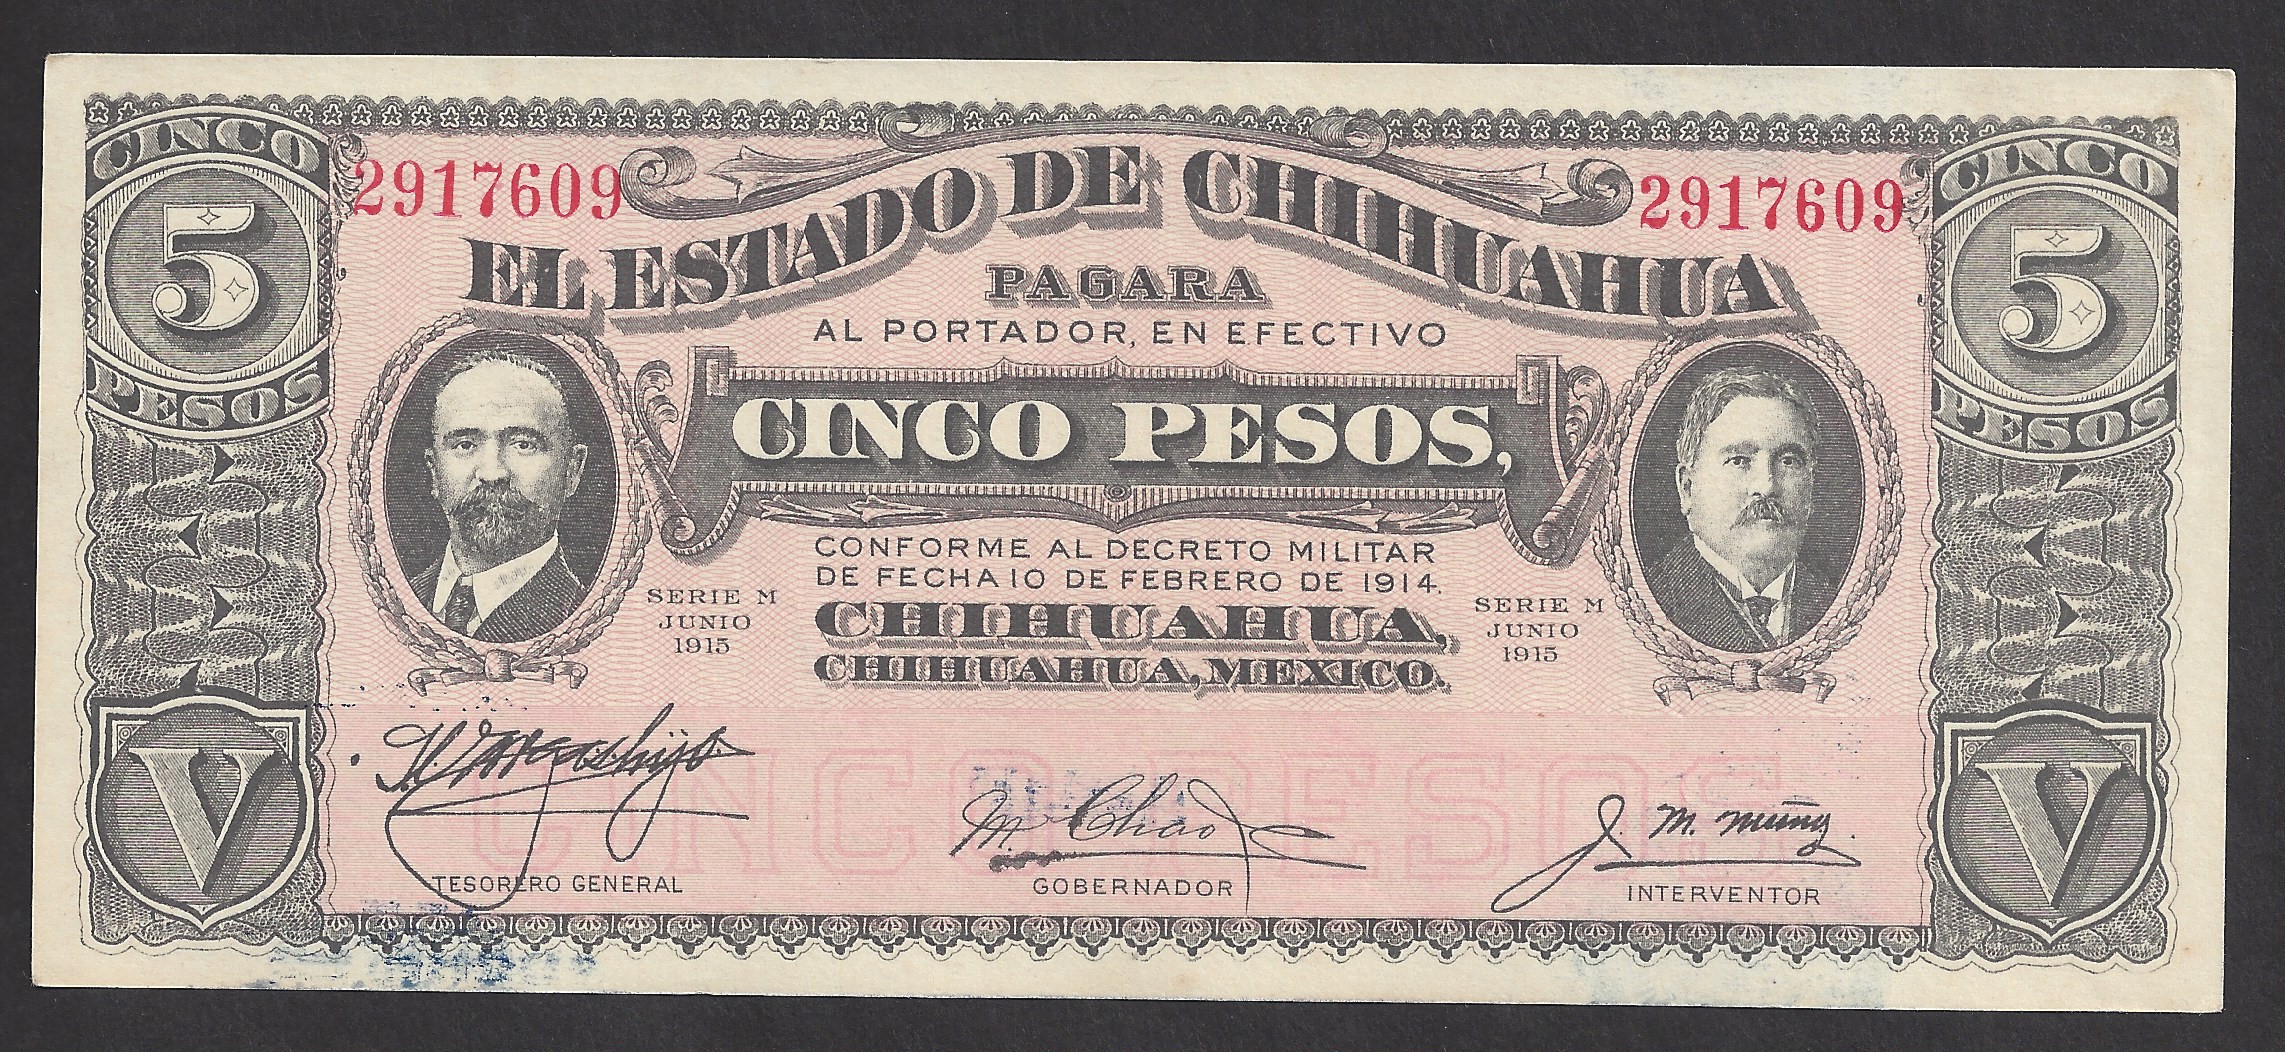 CINCO
5
PESOS
2917609
2917609
CINCO
5
PESOS
EL ESTADO DE CHIHUAHUA
PAGARA
AL PORTADOR, EN EFECTIVO
CINCO PESOS,
CONFORME AL DECRETO MILITAR
DE FECHA 10 DE FEBRERO DE 1914.
CHIHUAHUA,
CHIHUAHUA, MEXICO.
SERIE M
JUNIO
1915
SERIE M
JUNIO
1915
CINCO PESOS
V
V
M Chao
J. M. Muñoz
TESORERO GENERAL
GOBERNADOR
INTERVENTOR